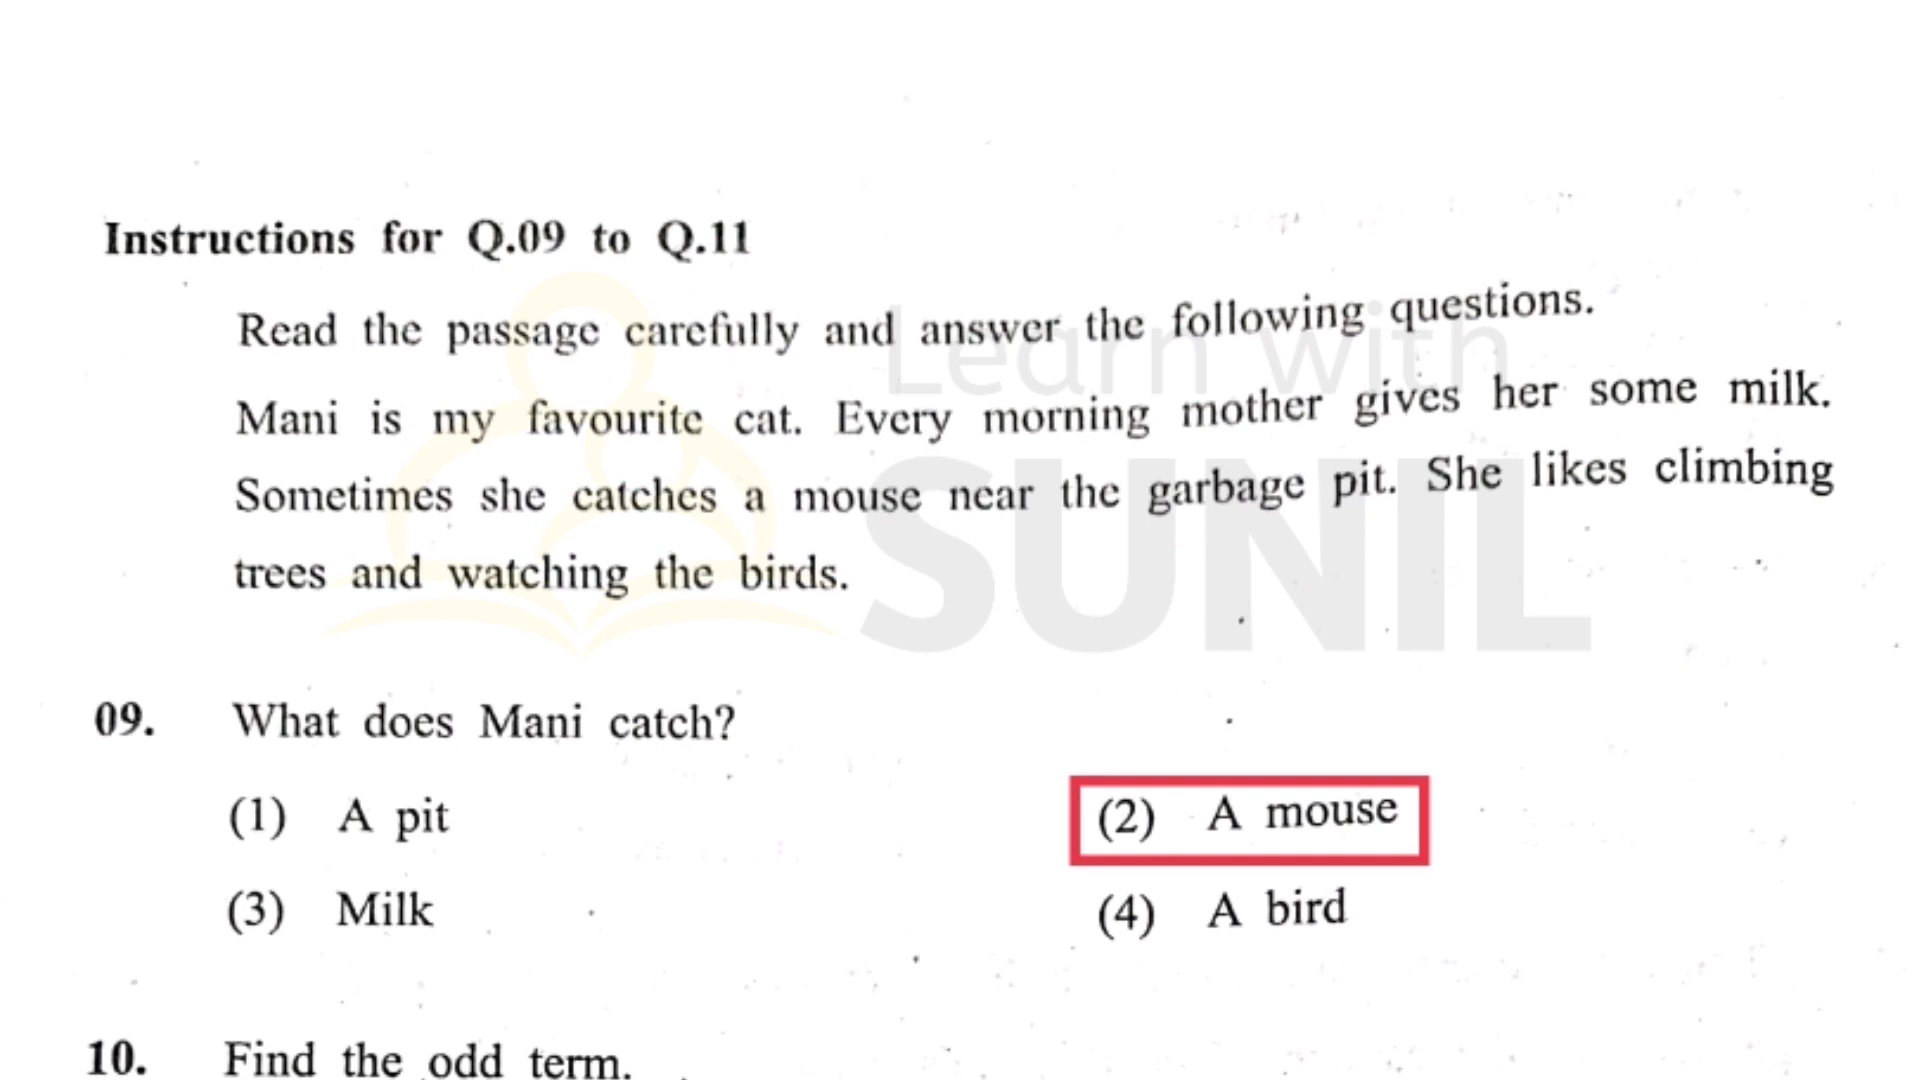 Instructions for Q.09 to Q.11
Read the passage carefully and answer the following questions.
Mani is my favourite cat. Every morning mother gives her some milk.
Sometimes she catches a mouse near the garbage pit. She likes climbing
trees and watching the birds.
Learn with
SUNIL
09. What does Mani catch?
(1) A pit (2) A mouse
(3) Milk (4) A bird
10. Find the odd term.